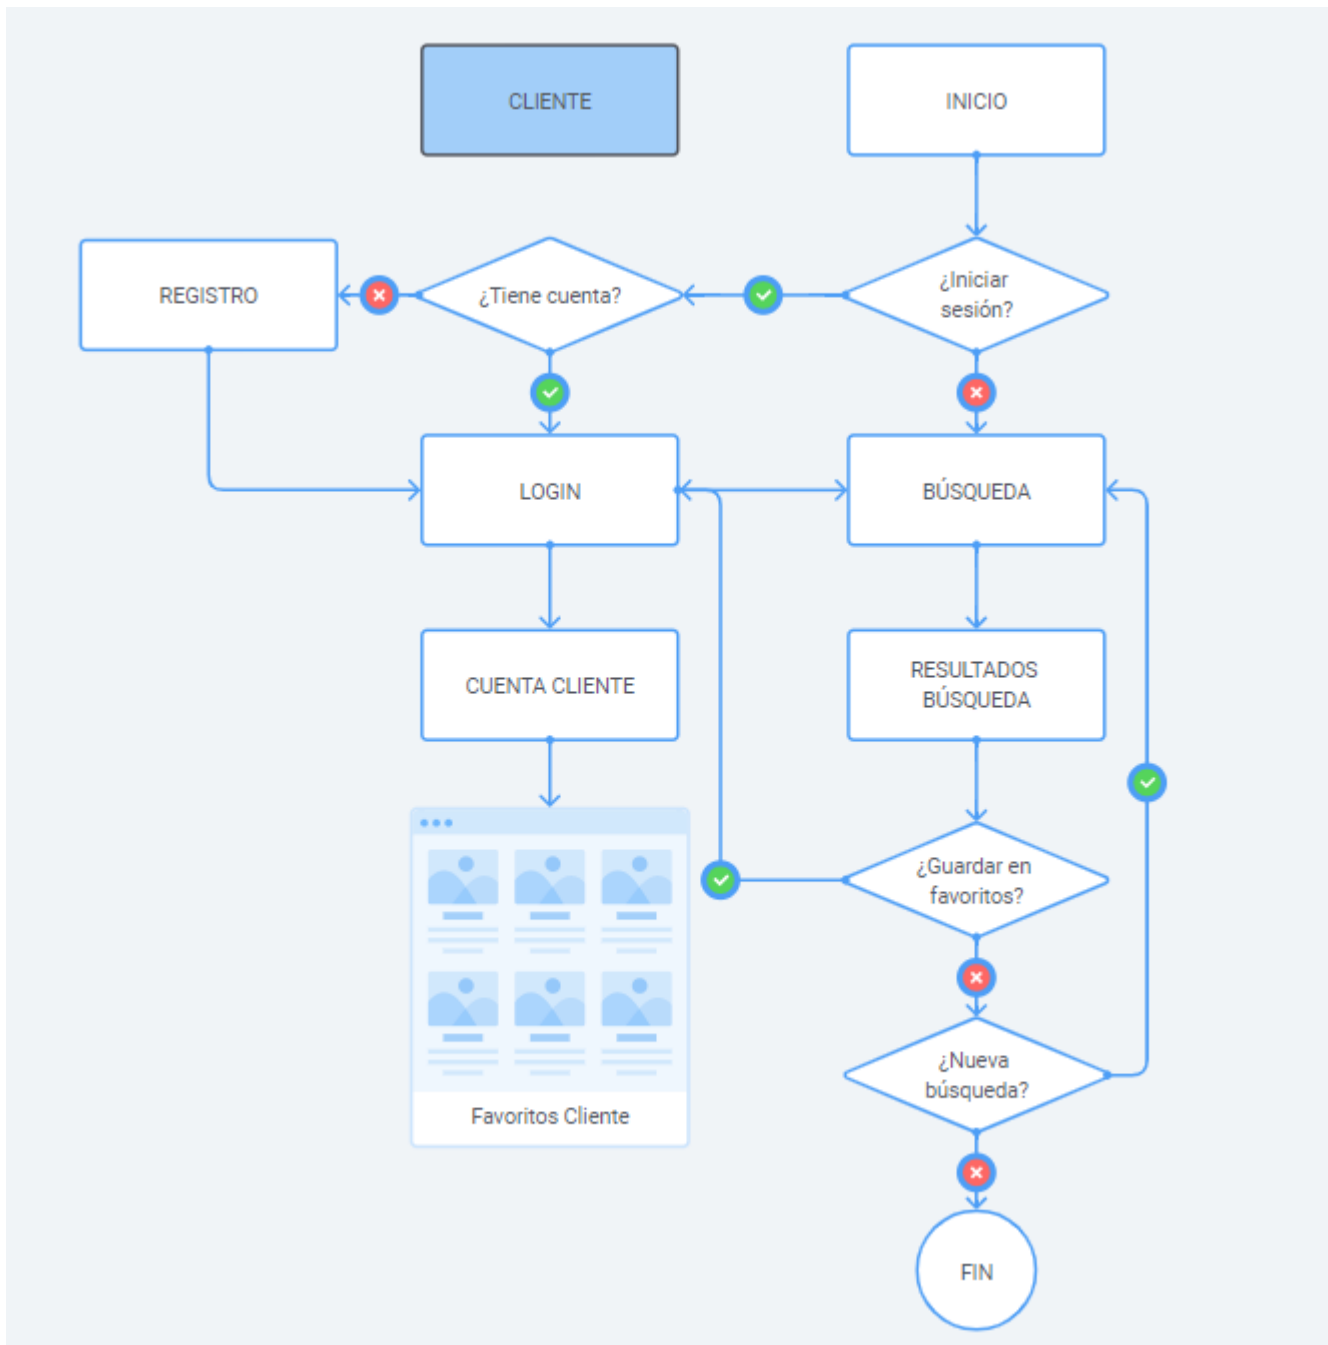 CLIENTE
INICIO
REGISTRO
¿Tiene cuenta?
¿Iniciar
sesión?
LOGIN
BÚSQUEDA
CUENTA CLIENTE
RESULTADOS
BÚSQUEDA
¿Guardar en
favoritos?
¿Nueva
búsqueda?
Favoritos Cliente
FIN